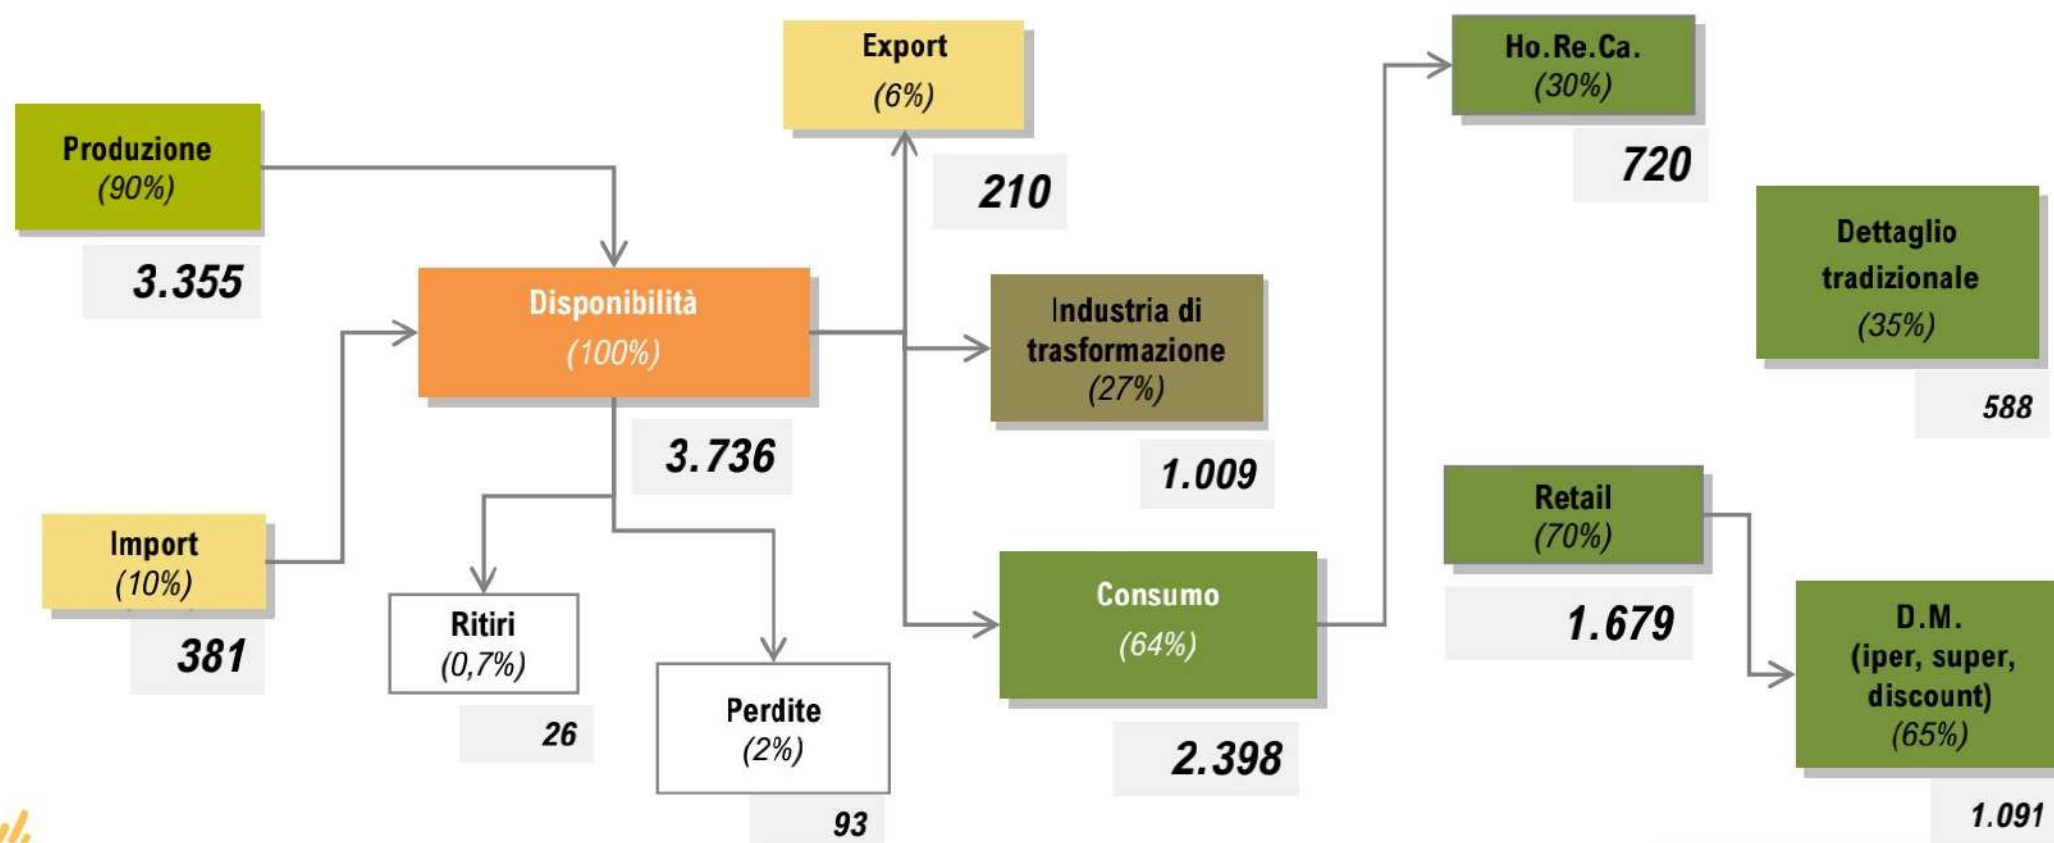 Produzione
(90%)
3.355
Import
(10%)
381
Disponibilità
(100%)
3.736
Ritiri
(0,7%)
26
Perdite
(2%)
93
Export
(6%)
210
Industria di
trasformazione
(27%)
1.009
Consumo
(64%)
2.398
Ho.Re.Ca.
(30%)
720
Retail
(70%)
1.679
Dettaglio
tradizionale
(35%)
588
D.M.
(iper, super,
discount)
(65%)
1.091